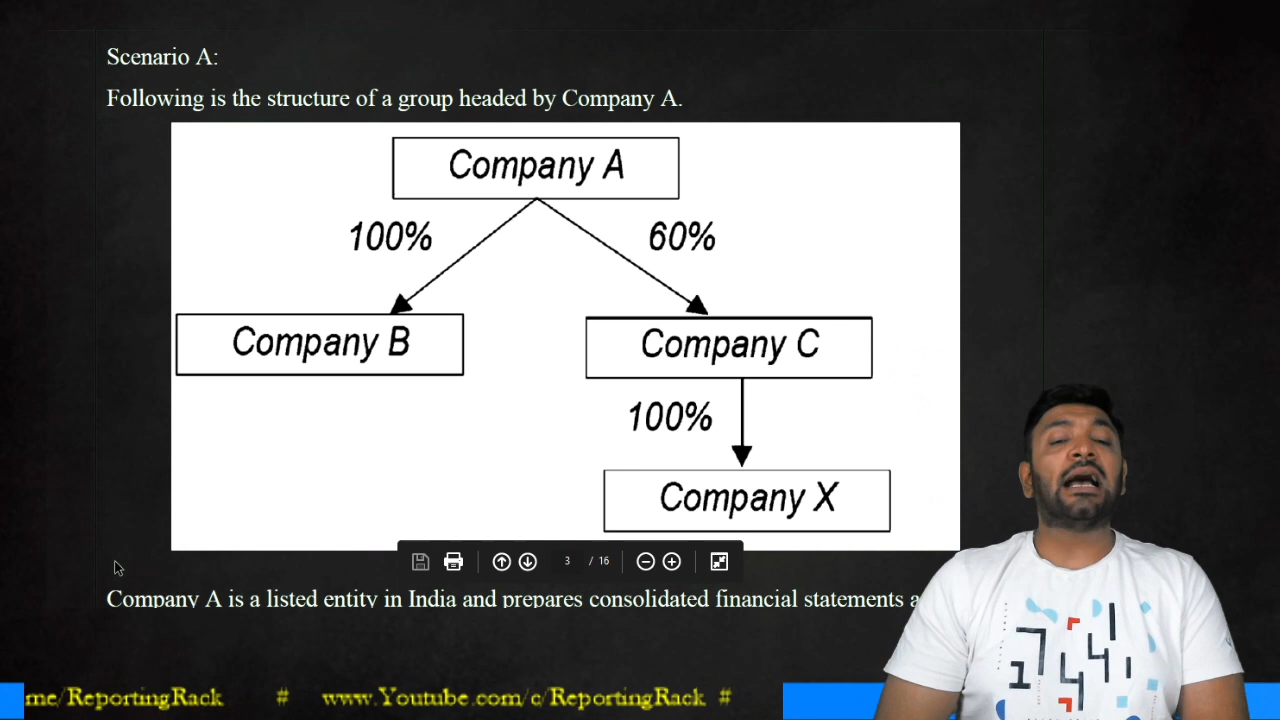 Scenario A:
Following is the structure of a group headed by Company A.
Company A
100% 60%
Company B Company C
100%
Company X
3 / 16
Company A is a listed entity in India and prepares consolidated financial statements a
me/ReportingRack # www.Youtube.com/c/ReportingRack #